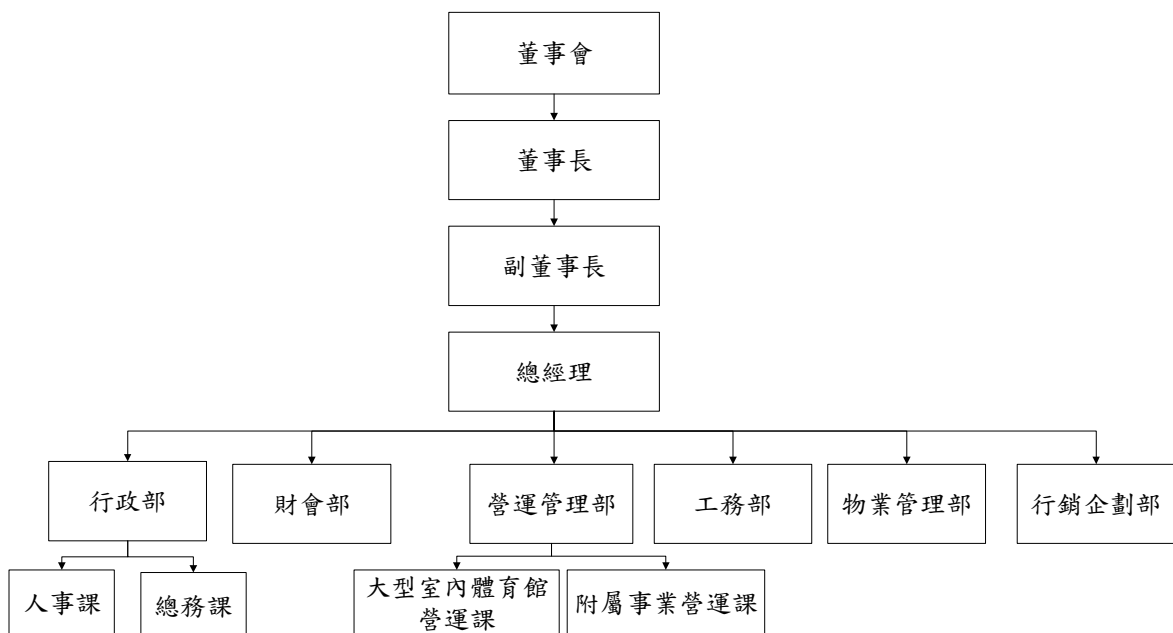 董事會
董事長
副董事長
總經理
行政部
財會部
營運管理部
工務部
物業管理部
行銷企劃部
人事課
總務課
大型室內體育館
營運課
附屬事業營運課